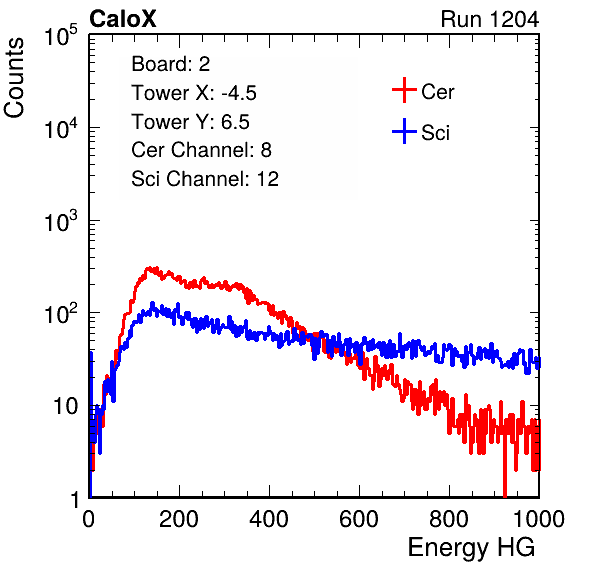 CaloX Run 1204
Counts
10^5
10^4
10^3
10^2
10
1
Board: 2
Tower X: -4.5
Tower Y: 6.5
Cer Channel: 8
Sci Channel: 12
Cer
Sci
0 200 400 600 800 1000
Energy HG